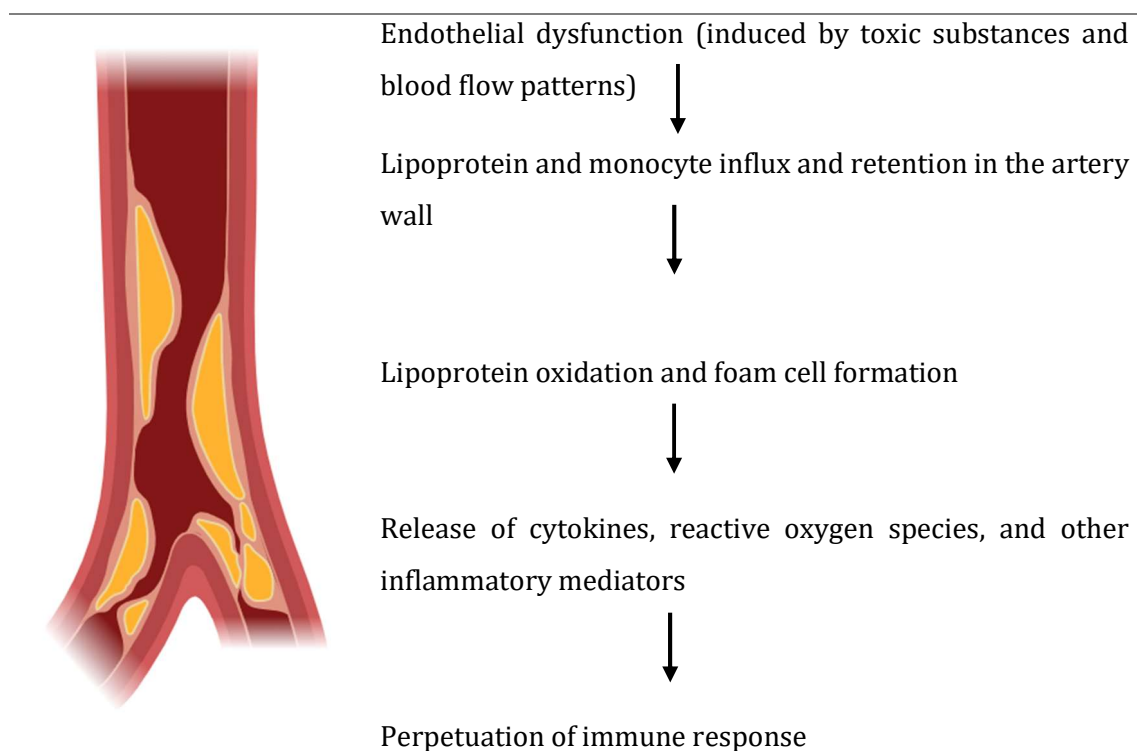 Endothelial dysfunction (induced by toxic substances and
blood flow patterns)
Lipoprotein and monocyte influx and retention in the artery
wall
Lipoprotein oxidation and foam cell formation
Release of cytokines, reactive oxygen species, and other
inflammatory mediators
Perpetuation of immune response